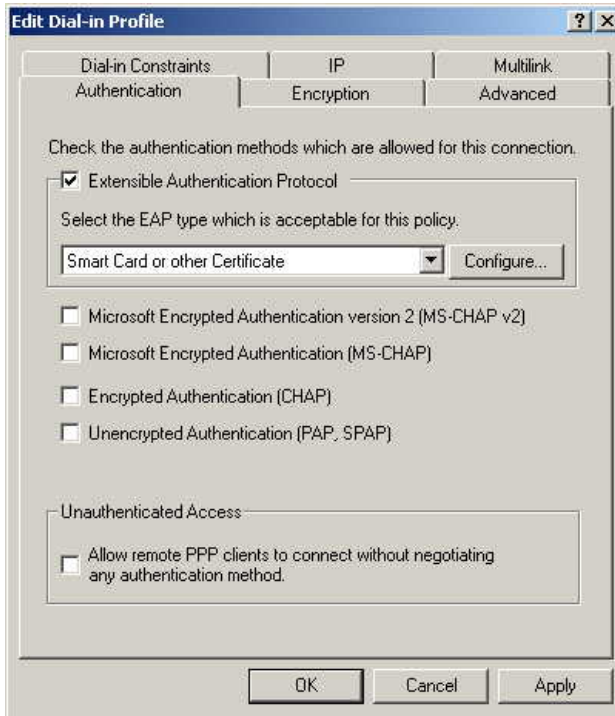 Edit Dial-in Profile
Dial-in Constraints
IP
Multilink
Authentication
Encryption
Advanced
Check the authentication methods which are allowed for this connection.
Extensible Authentication Protocol
Select the EAP type which is acceptable for this policy.
Smart Card or other Certificate
Configure...
Microsoft Encrypted Authentication version 2 (MS-CHAP v2)
Microsoft Encrypted Authentication (MS-CHAP)
Encrypted Authentication (CHAP)
Unencrypted Authentication (PAP, SPAP)
Unauthenticated Access
Allow remote PPP clients to connect without negotiating
any authentication method.
OK
Cancel
Apply